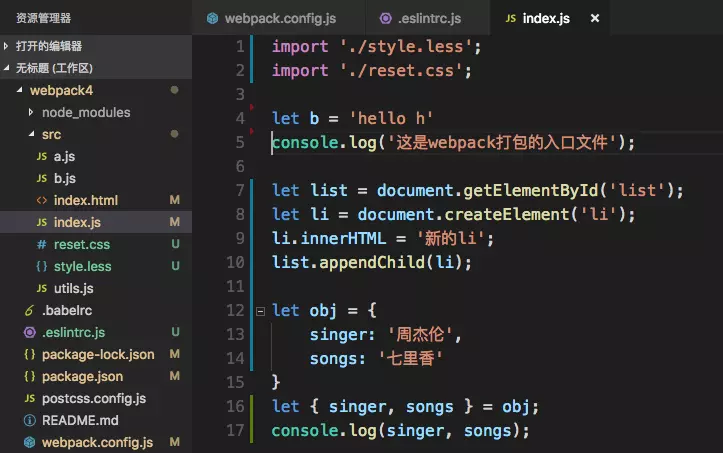 资源管理器
打开的编辑器
无标题 (工作区)
webpack4
node_modules
src
JS a.js
JS b.js
<> index.html M
JS index.js M
# reset.css U
{} style.less U
JS utils.js
.babelrc
.eslintrc.js U
{} package-lock.json M
{} package.json M
JS postcss.config.js
README.md
webpack.config.js M
webpack.config.js .eslintrc.js JS index.js ×
1 import './style.less';
2 import './reset.css';
3
4 let b = 'hello h'
5 console.log('这是webpack打包的入口文件');
6
7 let list = document.getElementById('list');
8 let li = document.createElement('li');
9 li.innerHTML = '新的li';
10 list.appendChild(li);
11
12 let obj = {
13 singer: '周杰伦',
14 songs: '七里香'
15 }
16 let { singer, songs } = obj;
17 console.log(singer, songs);